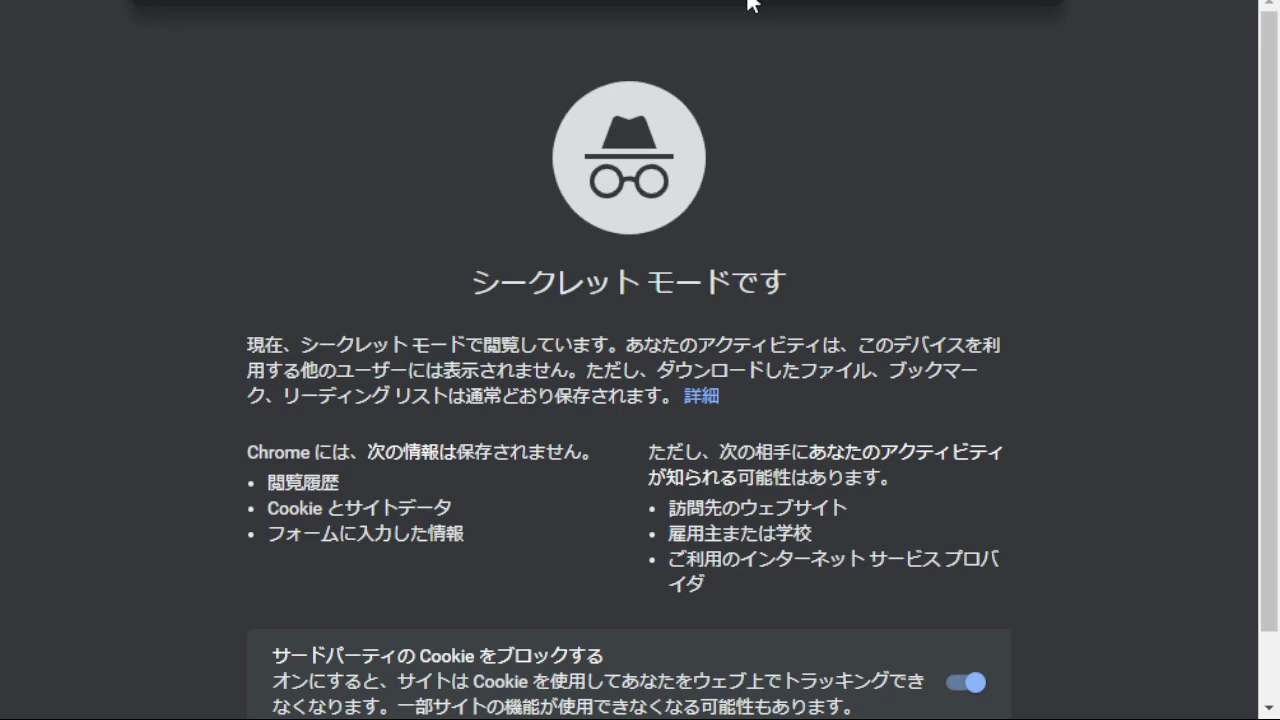 シークレット モードです
現在、シークレット モードで閲覧しています。あなたのアクティビティは、このデバイスを利
用する他のユーザーには表示されません。ただし、ダウンロードしたファイル、ブックマー
ク、リーディング リストは通常どおり保存されます。 詳細
Chrome には、次の情報は保存されません。
• 閲覧履歴
• Cookie とサイトデータ
• フォームに入力した情報
ただし、次の相手にあなたのアクティビティ
が知られる可能性はあります。
• 訪問先のウェブサイト
• 雇用主または学校
• ご利用のインターネット サービス プロバ
イダ
サードパーティの Cookie をブロックする
オンにすると、サイトは Cookie を使用してあなたをウェブ上でトラッキングでき
なくなります。一部サイトの機能が使用できなくなる可能性もあります。